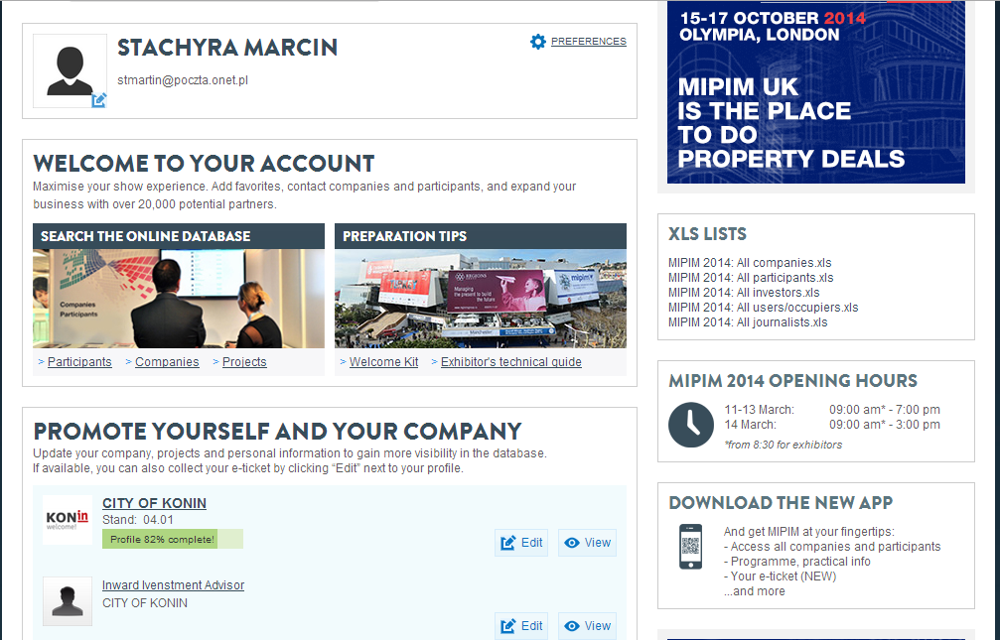 STACHYRA MARCIN
PREFERENCES
stmartin@poczta.onet.pl
WELCOME TO YOUR ACCOUNT
Maximise your show experience. Add favorites, contact companies and participants, and expand your
business with over 20,000 potential partners.
SEARCH THE ONLINE DATABASE
Companies
Participants
> Participants > Companies > Projects
PREPARATION TIPS
Managing
the present to build
the future
mipim
Manchester
> Welcome Kit > Exhibitor's technical guide
PROMOTE YOURSELF AND YOUR COMPANY
Update your company, projects and personal information to gain more visibility in the database.
If available, you can also collect your e-ticket by clicking “Edit” next to your profile.
KONin
welcome!
CITY OF KONIN
Stand: 04.01
Profile 82% complete!
Edit View
Inward Ivenstment Advisor
CITY OF KONIN
Edit View
15-17 OCTOBER 2014
OLYMPIA, LONDON
MIPIM UK
IS THE PLACE
TO DO
PROPERTY DEALS
XLS LISTS
MIPIM 2014: All companies.xls
MIPIM 2014: All participants.xls
MIPIM 2014: All investors.xls
MIPIM 2014: All users/occupiers.xls
MIPIM 2014: All journalists.xls
MIPIM 2014 OPENING HOURS
11-13 March: 09:00 am* - 7:00 pm
14 March: 09:00 am* - 3:00 pm
*from 8:30 for exhibitors
DOWNLOAD THE NEW APP
And get MIPIM at your fingertips:
- Access all companies and participants
- Programme, practical info
- Your e-ticket (NEW)
...and more